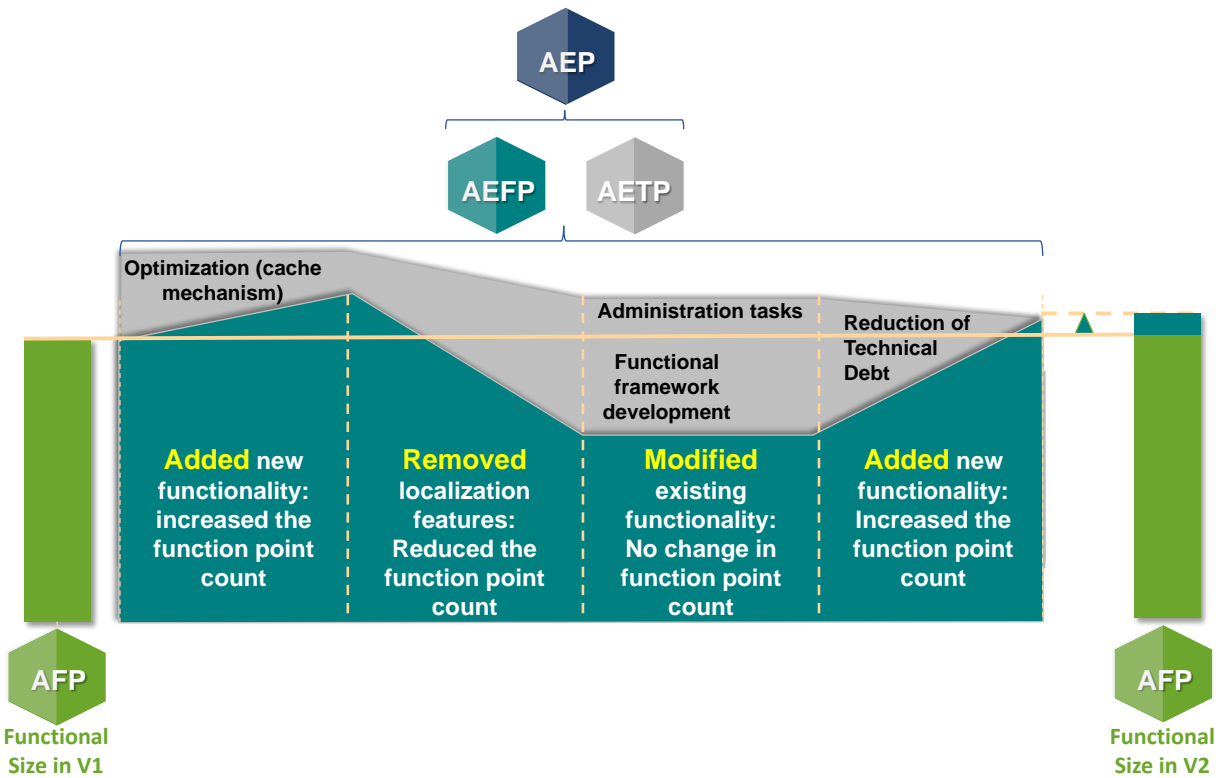 AEP
AEFP
AETP
Optimization (cache
mechanism)
Administration tasks
Functional
framework
development
Reduction of
Technical
Debt
Added new
functionality:
increased the
function point
count
Removed
localization
features:
Reduced the
function point
count
Modified
existing
functionality:
No change in
function point
count
Added new
functionality:
Increased the
function point
count
AFP
Functional
Size in V1
AFP
Functional
Size in V2